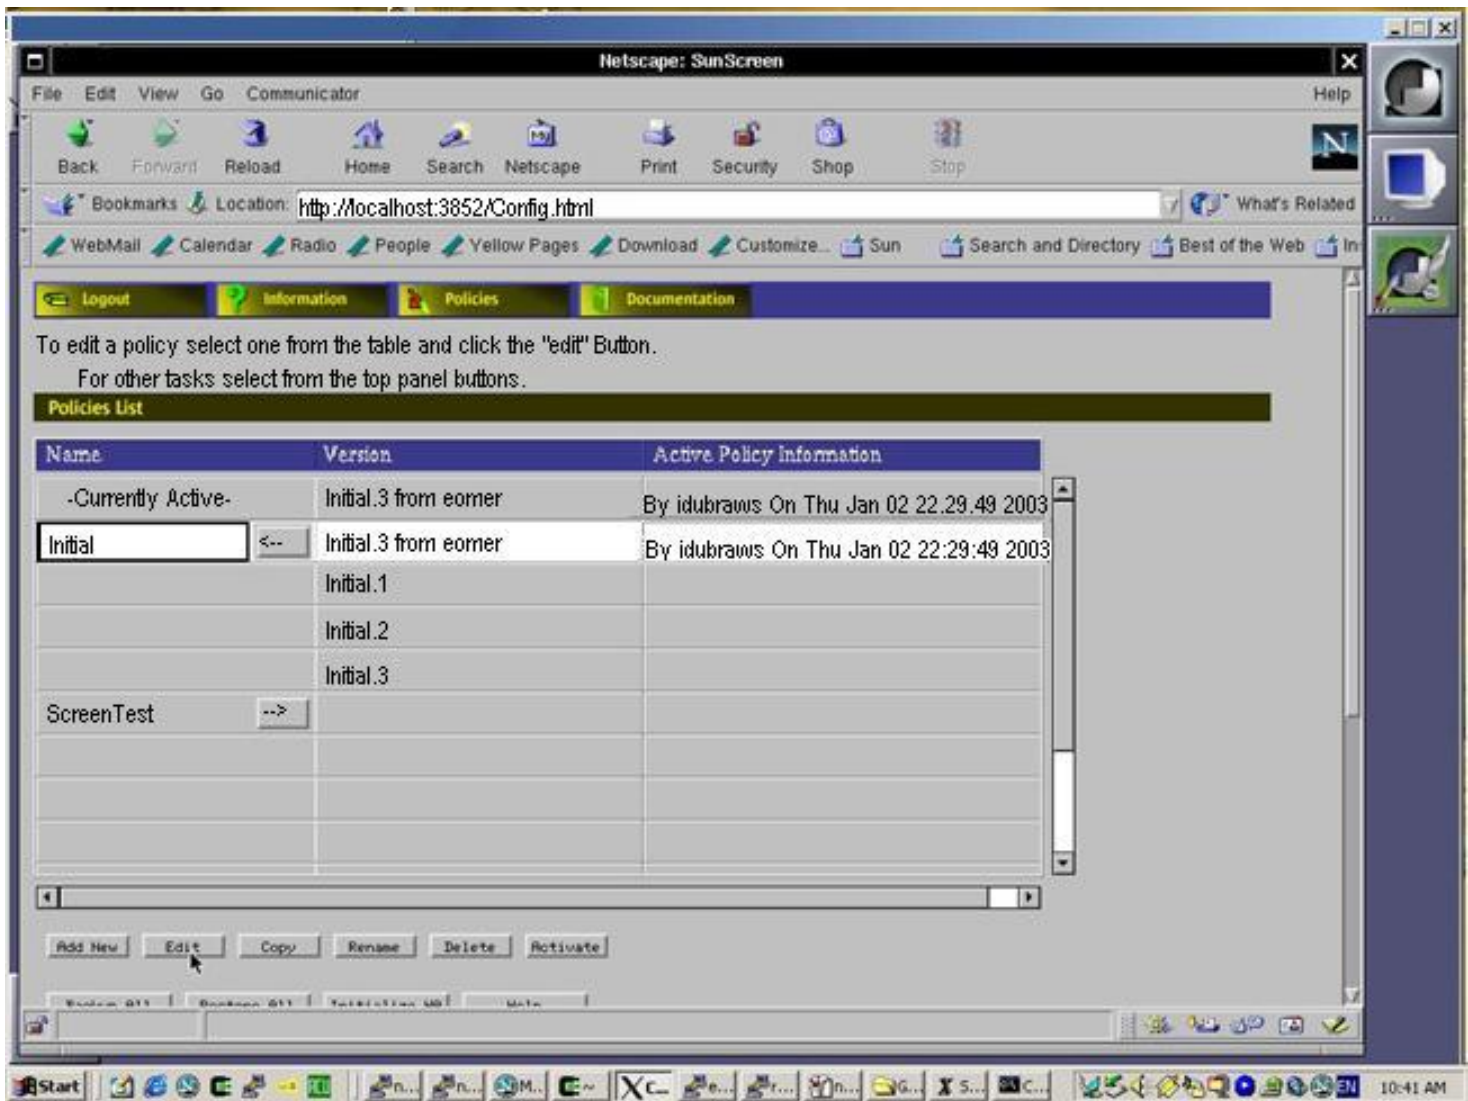 Netscape: SunScreen
File Edit View Go Communicator Help
Back Forward Reload Home Search Netscape Print Security Shop Stop
My
N
Bookmarks Location: http://localhost:3852/Config.html What's Related
WebMail Calendar Radio People Yellow Pages Download Customize... Sun Search and Directory Best of the Web In
Logout Information Policies Documentation
To edit a policy select one from the table and click the "edit" Button.
For other tasks select from the top panel buttons.
Policies List
Name Version Active Policy Information
-Currently Active- Initial.3 from eomer By idubraws On Thu Jan 02 22.29.49 2003
Initial <-- Initial.3 from eomer By idubraws On Thu Jan 02 22:29:49 2003
Initial.1
Initial.2
Initial.3
ScreenTest -->
Add New Edit Copy Rename Delete Activate
Help
Start n... n... M... E~ X C... e... r... n... G... X S... C... EN 10:41 AM